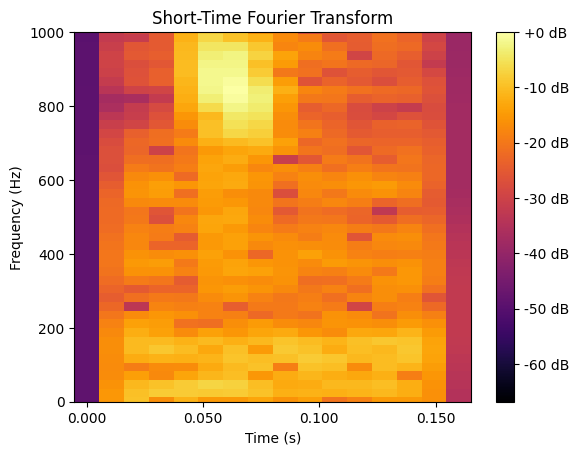 Short-Time Fourier Transform
Frequency (Hz)
1000
800
600
400
200
0
0.000
0.050
0.100
0.150
Time (s)
+0 dB
-10 dB
-20 dB
-30 dB
-40 dB
-50 dB
-60 dB